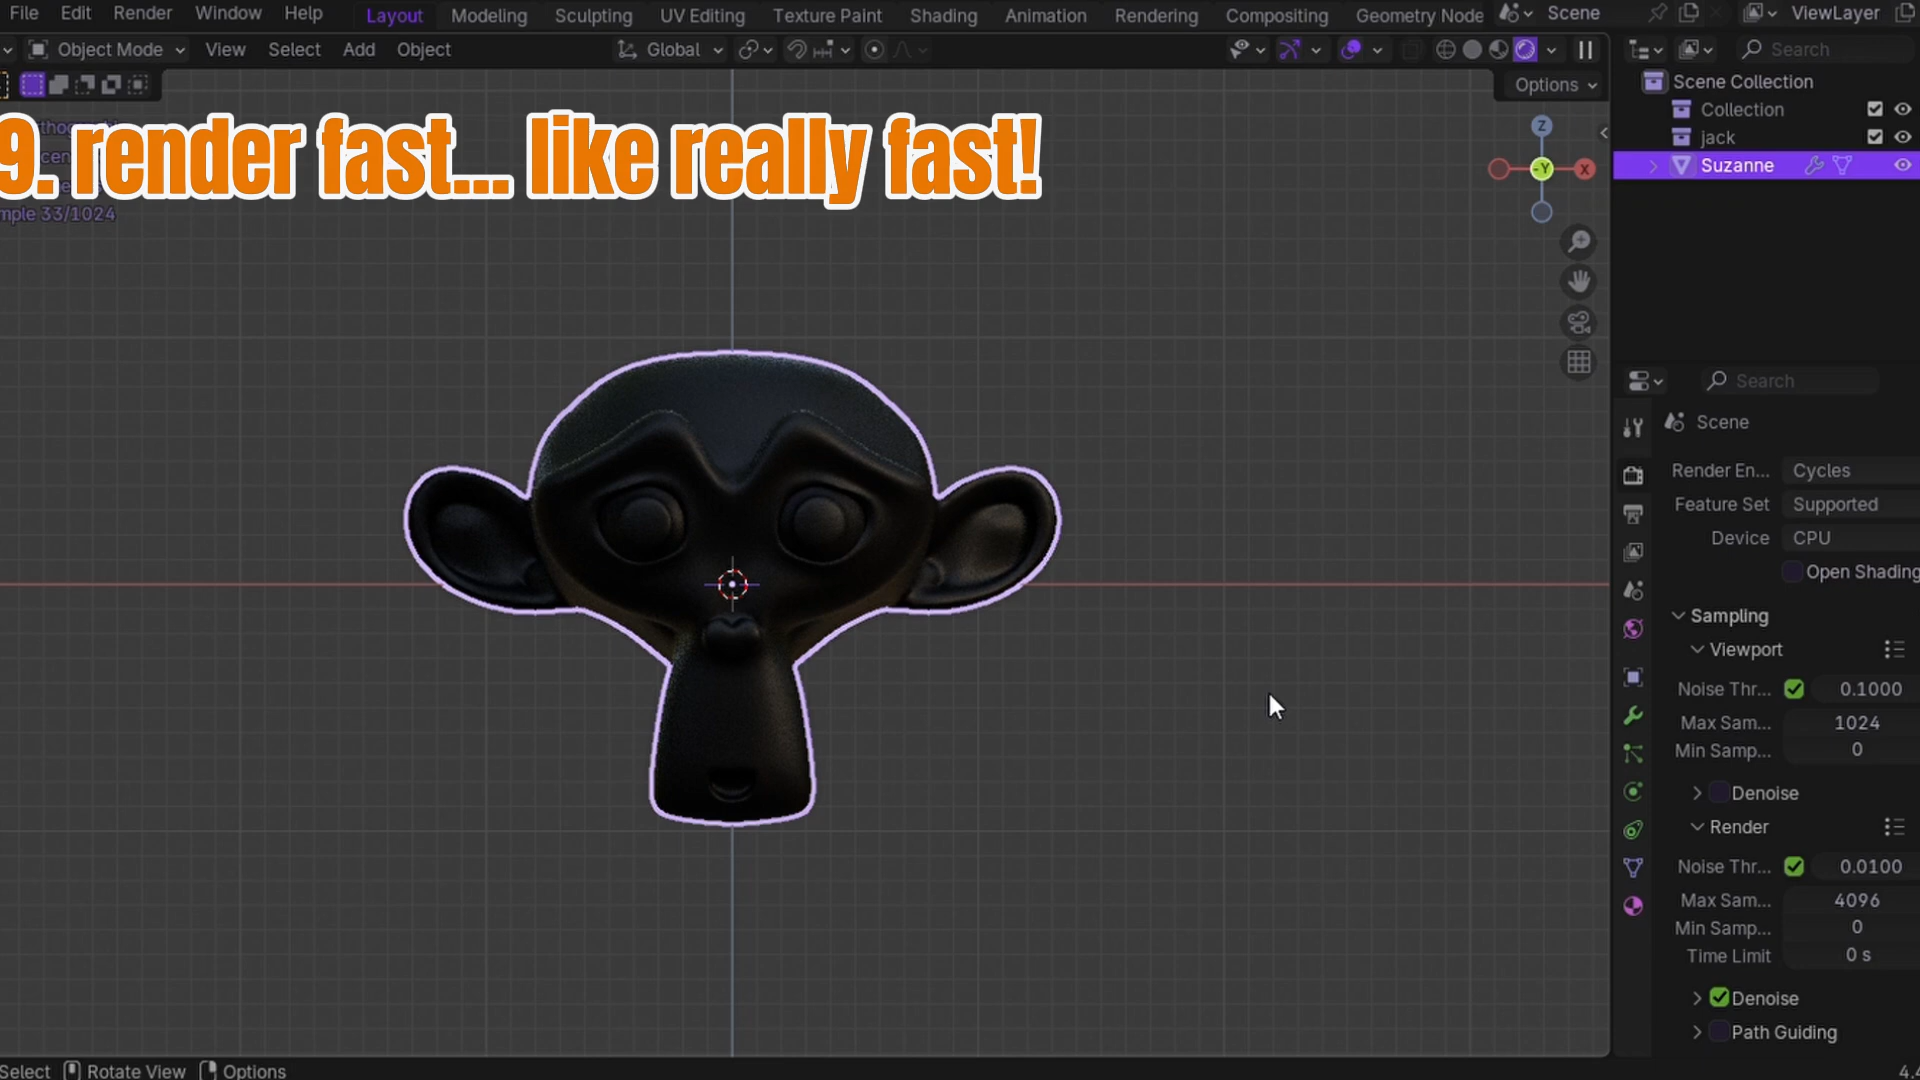 File Edit Render Window Help Layout Modeling Sculpting UV Editing Texture Paint Shading Animation Rendering Compositing Geometry Node Scene ViewLayer
Object Mode View Select Add Object Global Search
Options
Scene Collection
Collection
jack
Suzanne
9. render fast... like really fast!
mple 33/1024
Z
-Y
X
Search
Scene
Render En... Cycles
Feature Set Supported
Device CPU
Open Shading
Sampling
Viewport
Noise Thr... 0.1000
Max Sam... 1024
Min Samp... 0
Denoise
Render
Noise Thr... 0.0100
Max Sam... 4096
Min Samp... 0
Time Limit 0 s
Denoise
Path Guiding
Select Rotate View Options 4.4